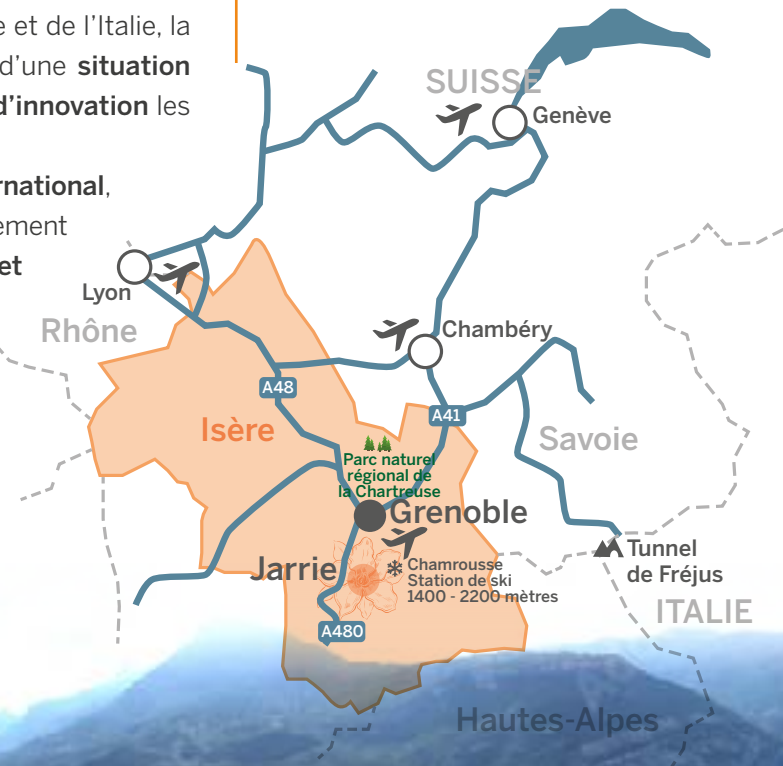 e et de l'Italie, la
d'une situation
d'innovation les
rnational,
ement
et
SUISSE
Genève
Lyon
Rhône
Chambéry
A48
A41
Isère
Savoie
Parc naturel
régional de
la Chartreuse
Grenoble
Jarrie
Chamrousse
Station de ski
1400 - 2200 mètres
Tunnel
de Fréjus
ITALIE
A480
Hautes-Alpes